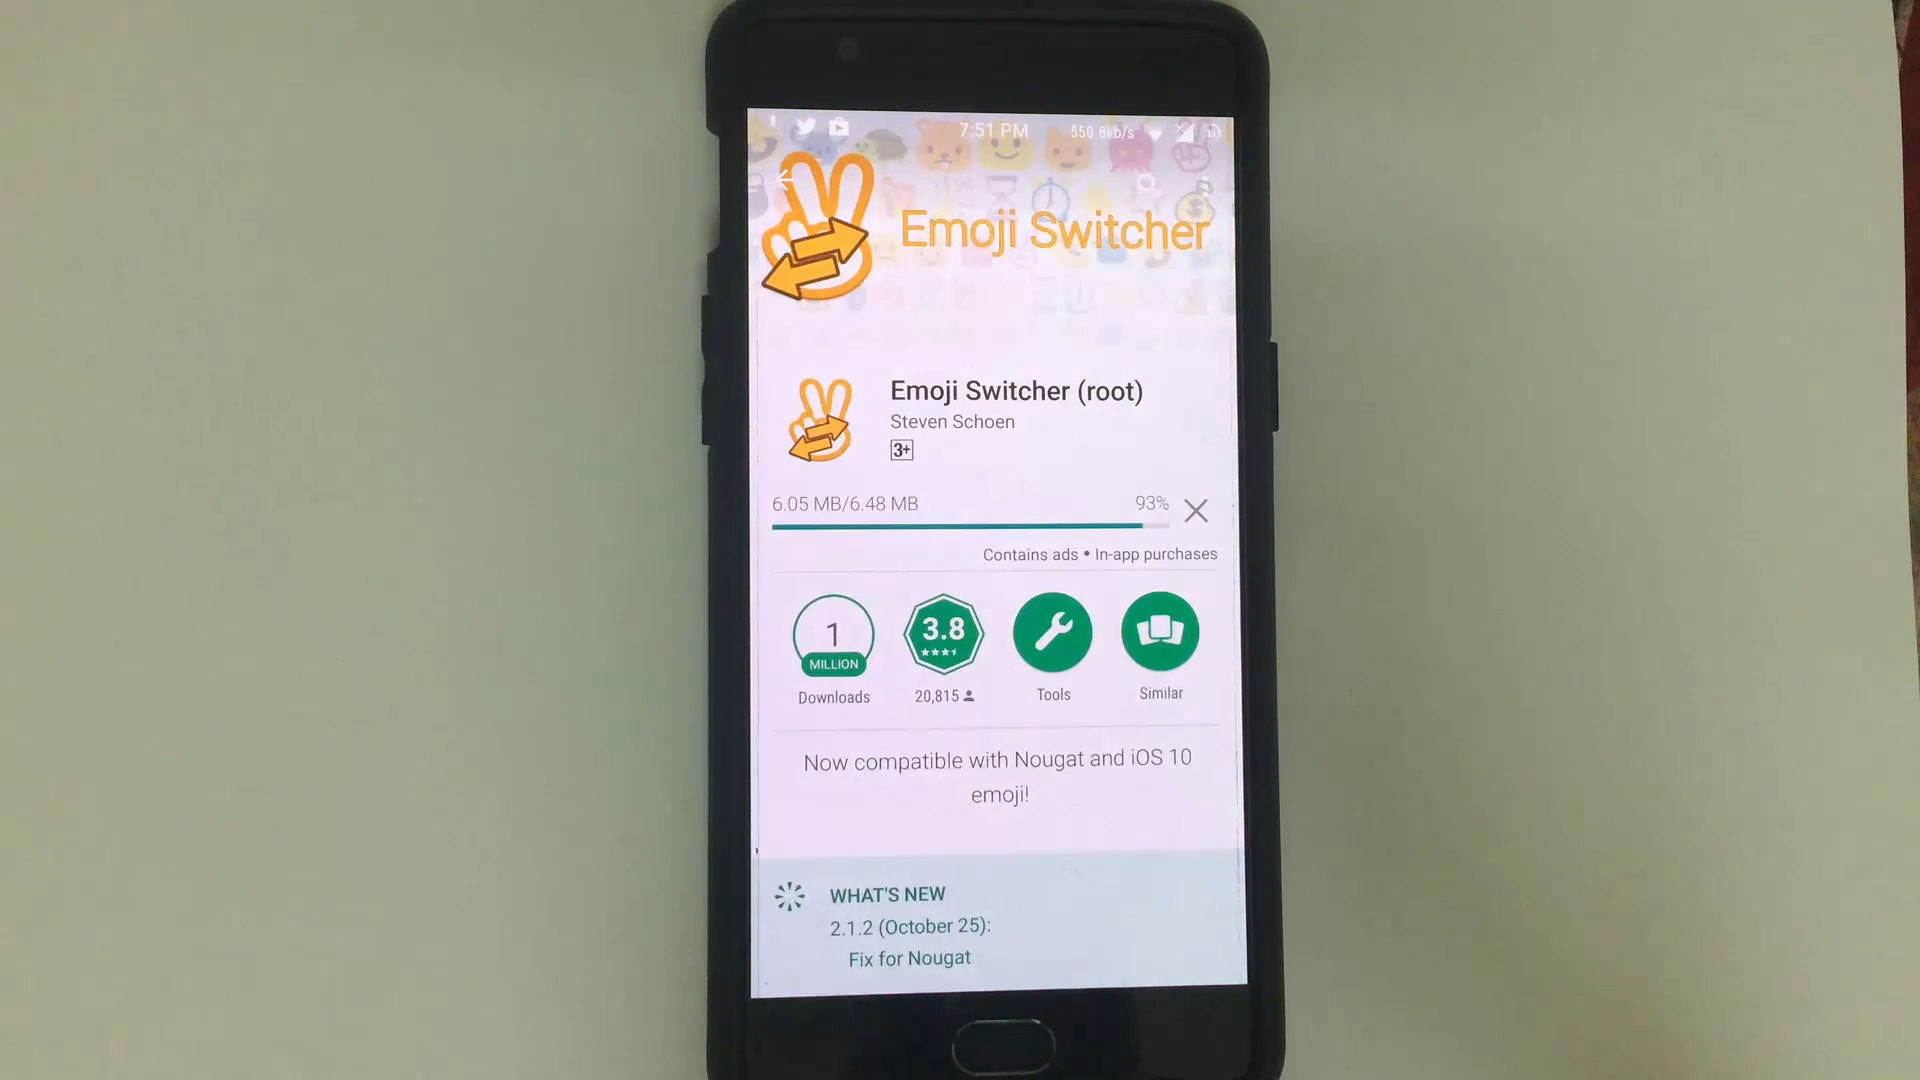 7:51 PM 550.8kb/s
Emoji Switcher
Emoji Switcher (root)
Steven Schoen
3+
6.05 MB/6.48 MB 93%
Contains ads • In-app purchases
1
MILLION
3.8
Downloads 20,815 Tools Similar
Now compatible with Nougat and iOS 10
emoji!
WHAT'S NEW
2.1.2 (October 25):
Fix for Nougat